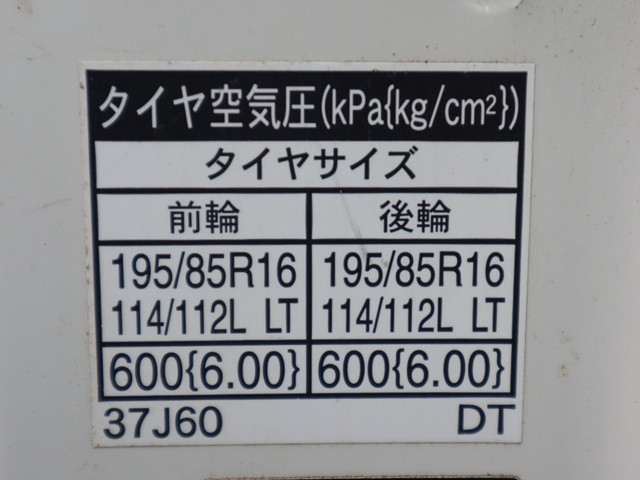 タイヤ空気圧(kPa{kg/cm²})
タイヤサイズ
前輪 後輪
195/85R16 195/85R16
114/112L LT 114/112L LT
600{6.00} 600{6.00}
37J60 DT